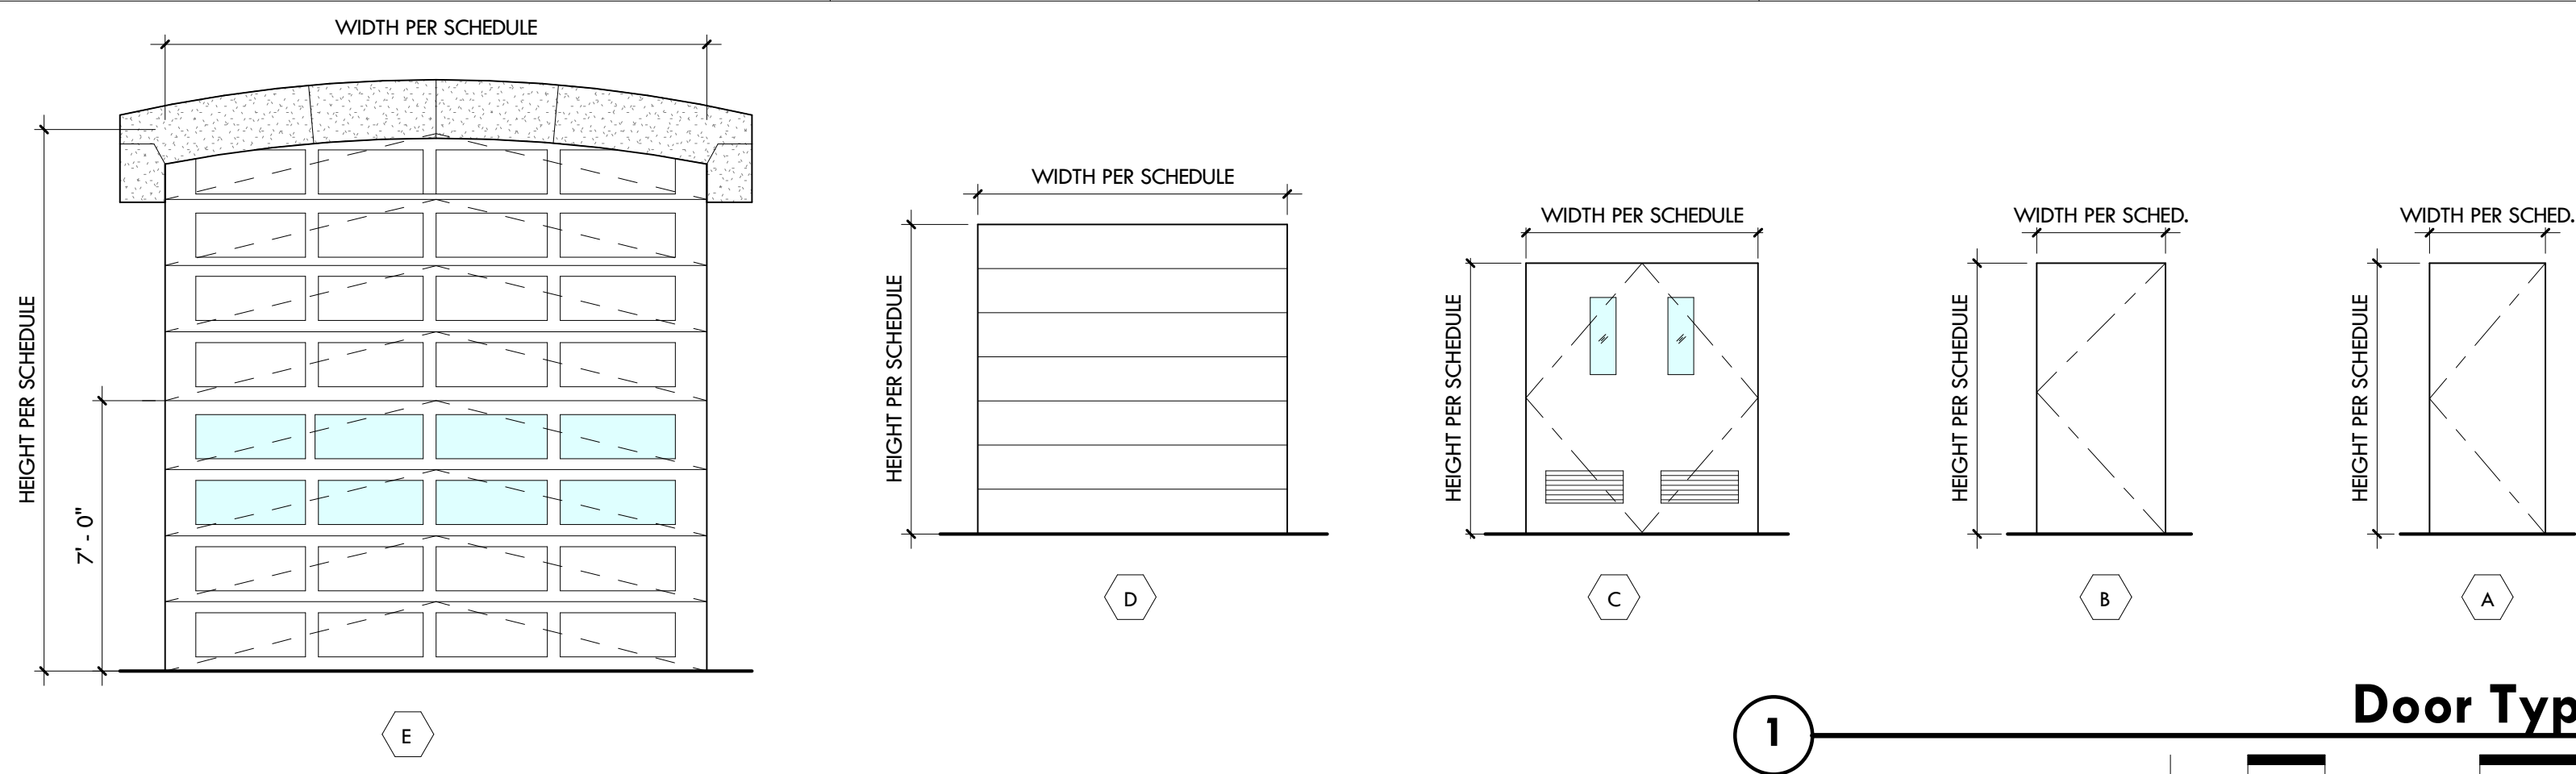 WIDTH PER SCHEDULE
HEIGHT PER SCHEDULE
7' - 0"
E
WIDTH PER SCHEDULE
HEIGHT PER SCHEDULE
D
WIDTH PER SCHEDULE
HEIGHT PER SCHEDULE
C
WIDTH PER SCHED.
HEIGHT PER SCHEDULE
B
WIDTH PER SCHED.
HEIGHT PER SCHEDULE
A
1
Door Typ